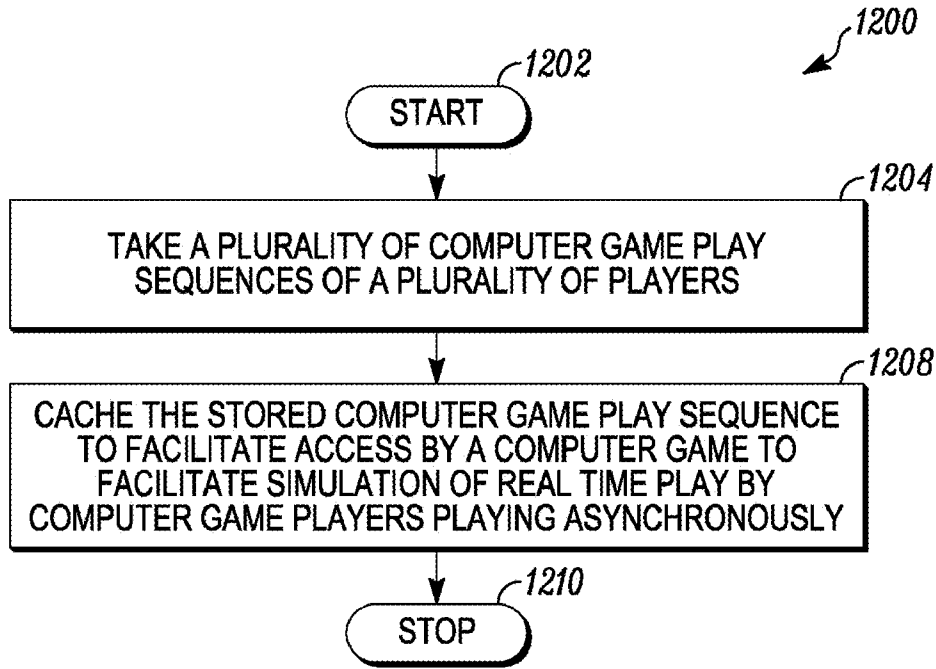 1200
1202
START
1204
TAKE A PLURALITY OF COMPUTER GAME PLAY
SEQUENCES OF A PLURALITY OF PLAYERS
1208
CACHE THE STORED COMPUTER GAME PLAY SEQUENCE
TO FACILITATE ACCESS BY A COMPUTER GAME TO
FACILITATE SIMULATION OF REAL TIME PLAY BY
COMPUTER GAME PLAYERS PLAYING ASYNCHRONOUSLY
1210
STOP